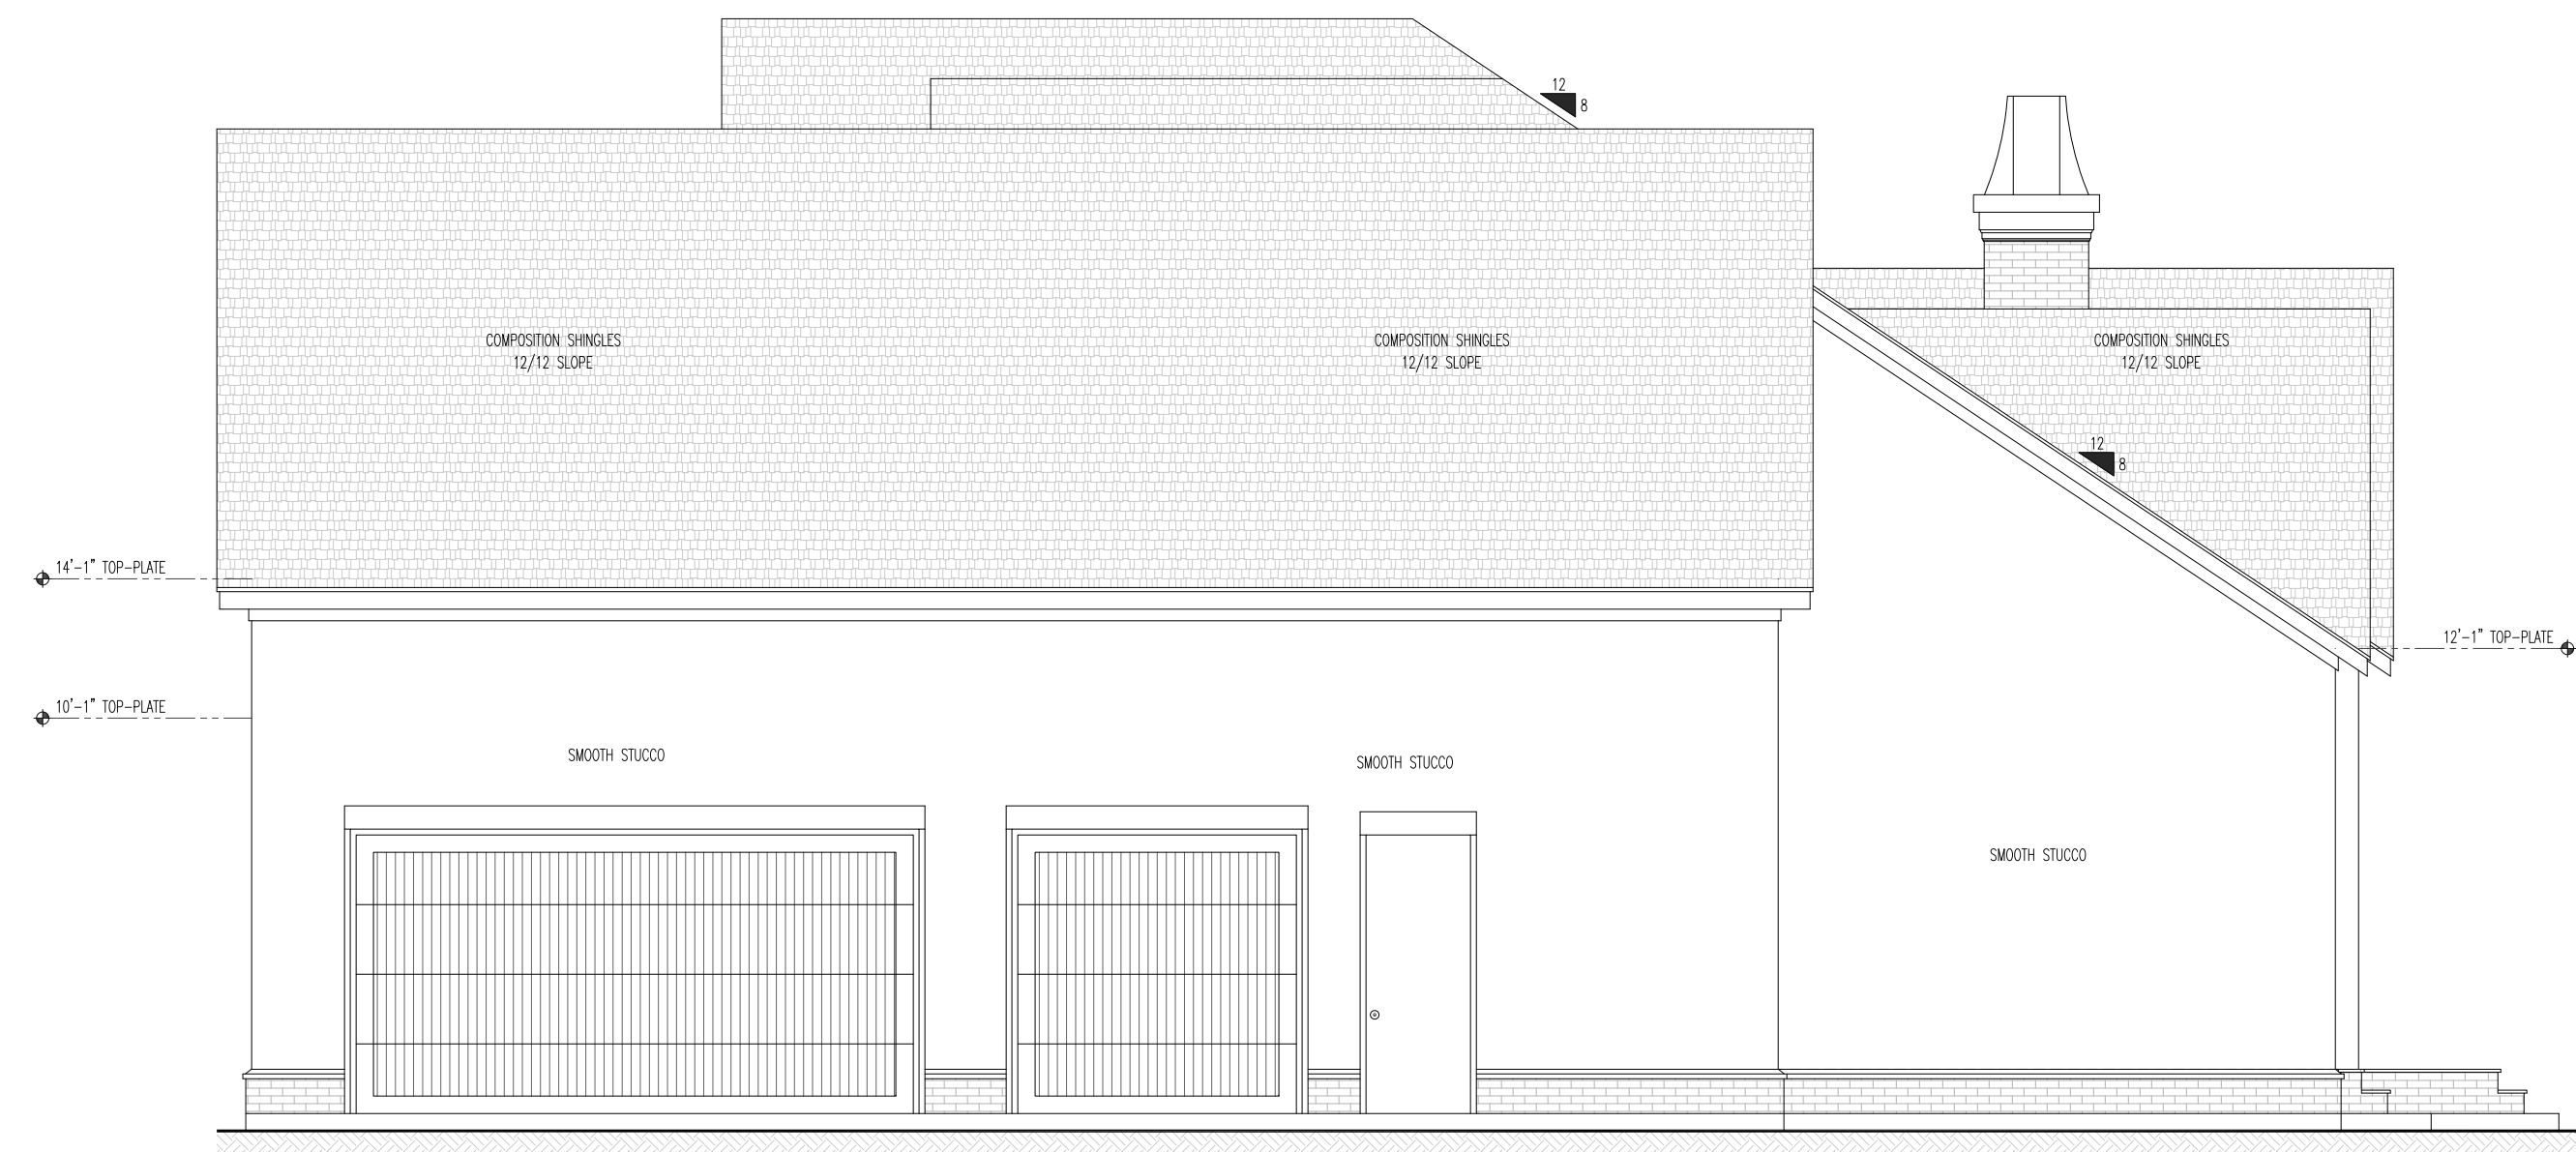 12
8
COMPOSITION SHINGLES
12/12 SLOPE
COMPOSITION SHINGLES
12/12 SLOPE
COMPOSITION SHINGLES
12/12 SLOPE
12
8
14'-1" TOP-PLATE
12'-1" TOP-PLATE
10'-1" TOP-PLATE
SMOOTH STUCCO
SMOOTH STUCCO
SMOOTH STUCCO